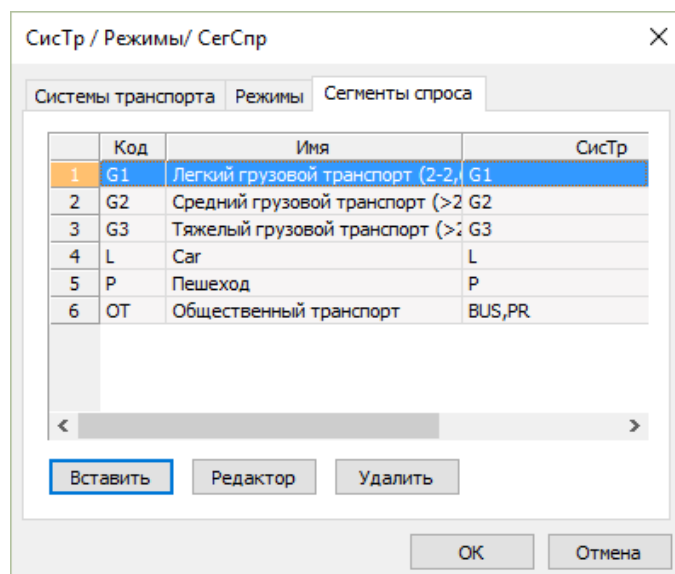 СисТр / Режимы/ СегСпр
Системы транспорта Режимы Сегменты спроса
Код Имя СисТр
1 G1 Легкий грузовой транспорт (2-2, G1
2 G2 Средний грузовой транспорт (>2 G2
3 G3 Тяжелый грузовой транспорт (>2 G3
4 L Car L
5 P Пешеход P
6 OT Общественный транспорт BUS,PR
Вставить Редактор Удалить
ОК Отмена